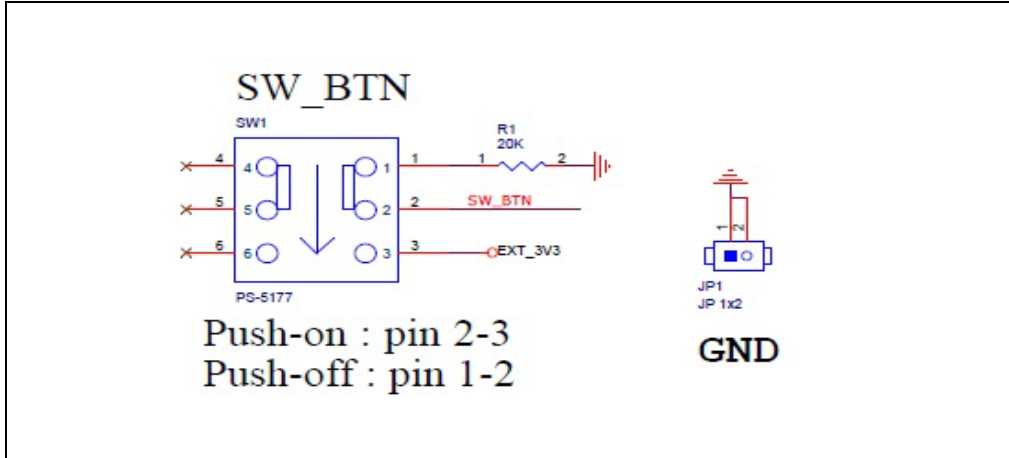 SW_BTN
SW1
R1
20K
4 4 1 1 1 2
5 5 2 2 SW_BTN
6 6 3 3 EXT_3V3
PS-5177
Push-on : pin 2-3
Push-off : pin 1-2
1 2
JP1
JP 1x2
GND